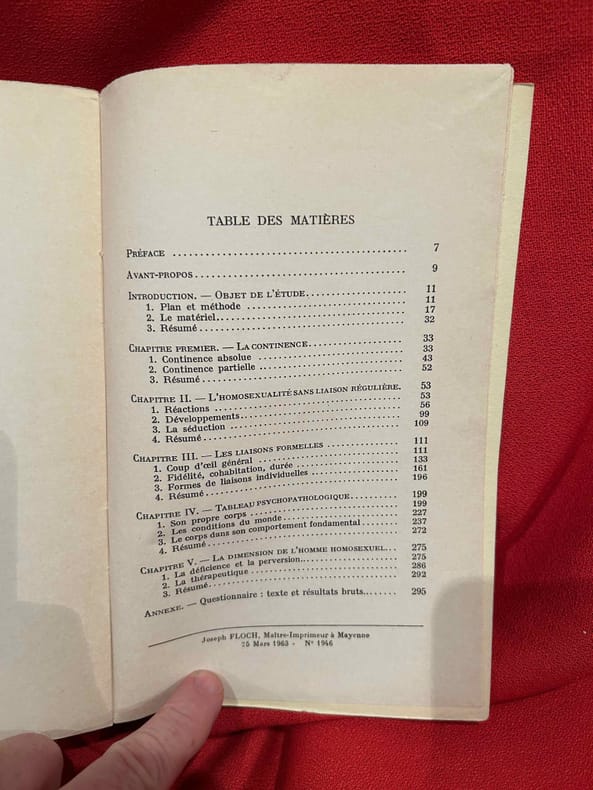 TABLE DES MATIÈRES
PRÉFACE ........................................ 7
AVANT-PROPOS ........................................ 9
INTRODUCTION. — OBJET DE L'ÉTUDE ................ 11
1. Plan et méthode ................ 11
2. Le matériel ................ 17
3. Résumé ................ 32
CHAPITRE PREMIER. — LA CONTINENCE ................ 33
1. Continence absolue ................ 33
2. Continence partielle ................ 43
3. Résumé ................ 52
CHAPITRE II. — L'HOMOSEXUALITÉ SANS LIAISON RÉGULIÈRE. 53
1. Réactions ................ 53
2. Développements ................ 56
3. La séduction ................ 99
4. Résumé ................ 109
CHAPITRE III. — LES LIAISONS FORMELLES ................ 111
1. Coup d'œil général ................ 111
2. Fidélité, cohabitation, durée ................ 133
3. Formes de liaisons individuelles ................ 161
4. Résumé ................ 196
CHAPITRE IV. — TABLEAU PSYCHOPATHOLOGIQUE ................ 199
1. Son propre corps ................ 199
2. Les conditions du monde ................ 227
3. Le corps dans son comportement fondamental ........ 237
4. Résumé ................ 272
CHAPITRE V. — LA DIMENSION DE L'HOMME HOMOSEXUEL... 275
1. La déficience et la perversion ................ 275
2. La thérapeutique ................ 286
3. Résumé ................ 292
ANNEXE. — Questionnaire : texte et résultats bruts ........ 295
Joseph FLOCH, Maître-Imprimeur à Mayenne
25 Mars 1963 - N° 1946